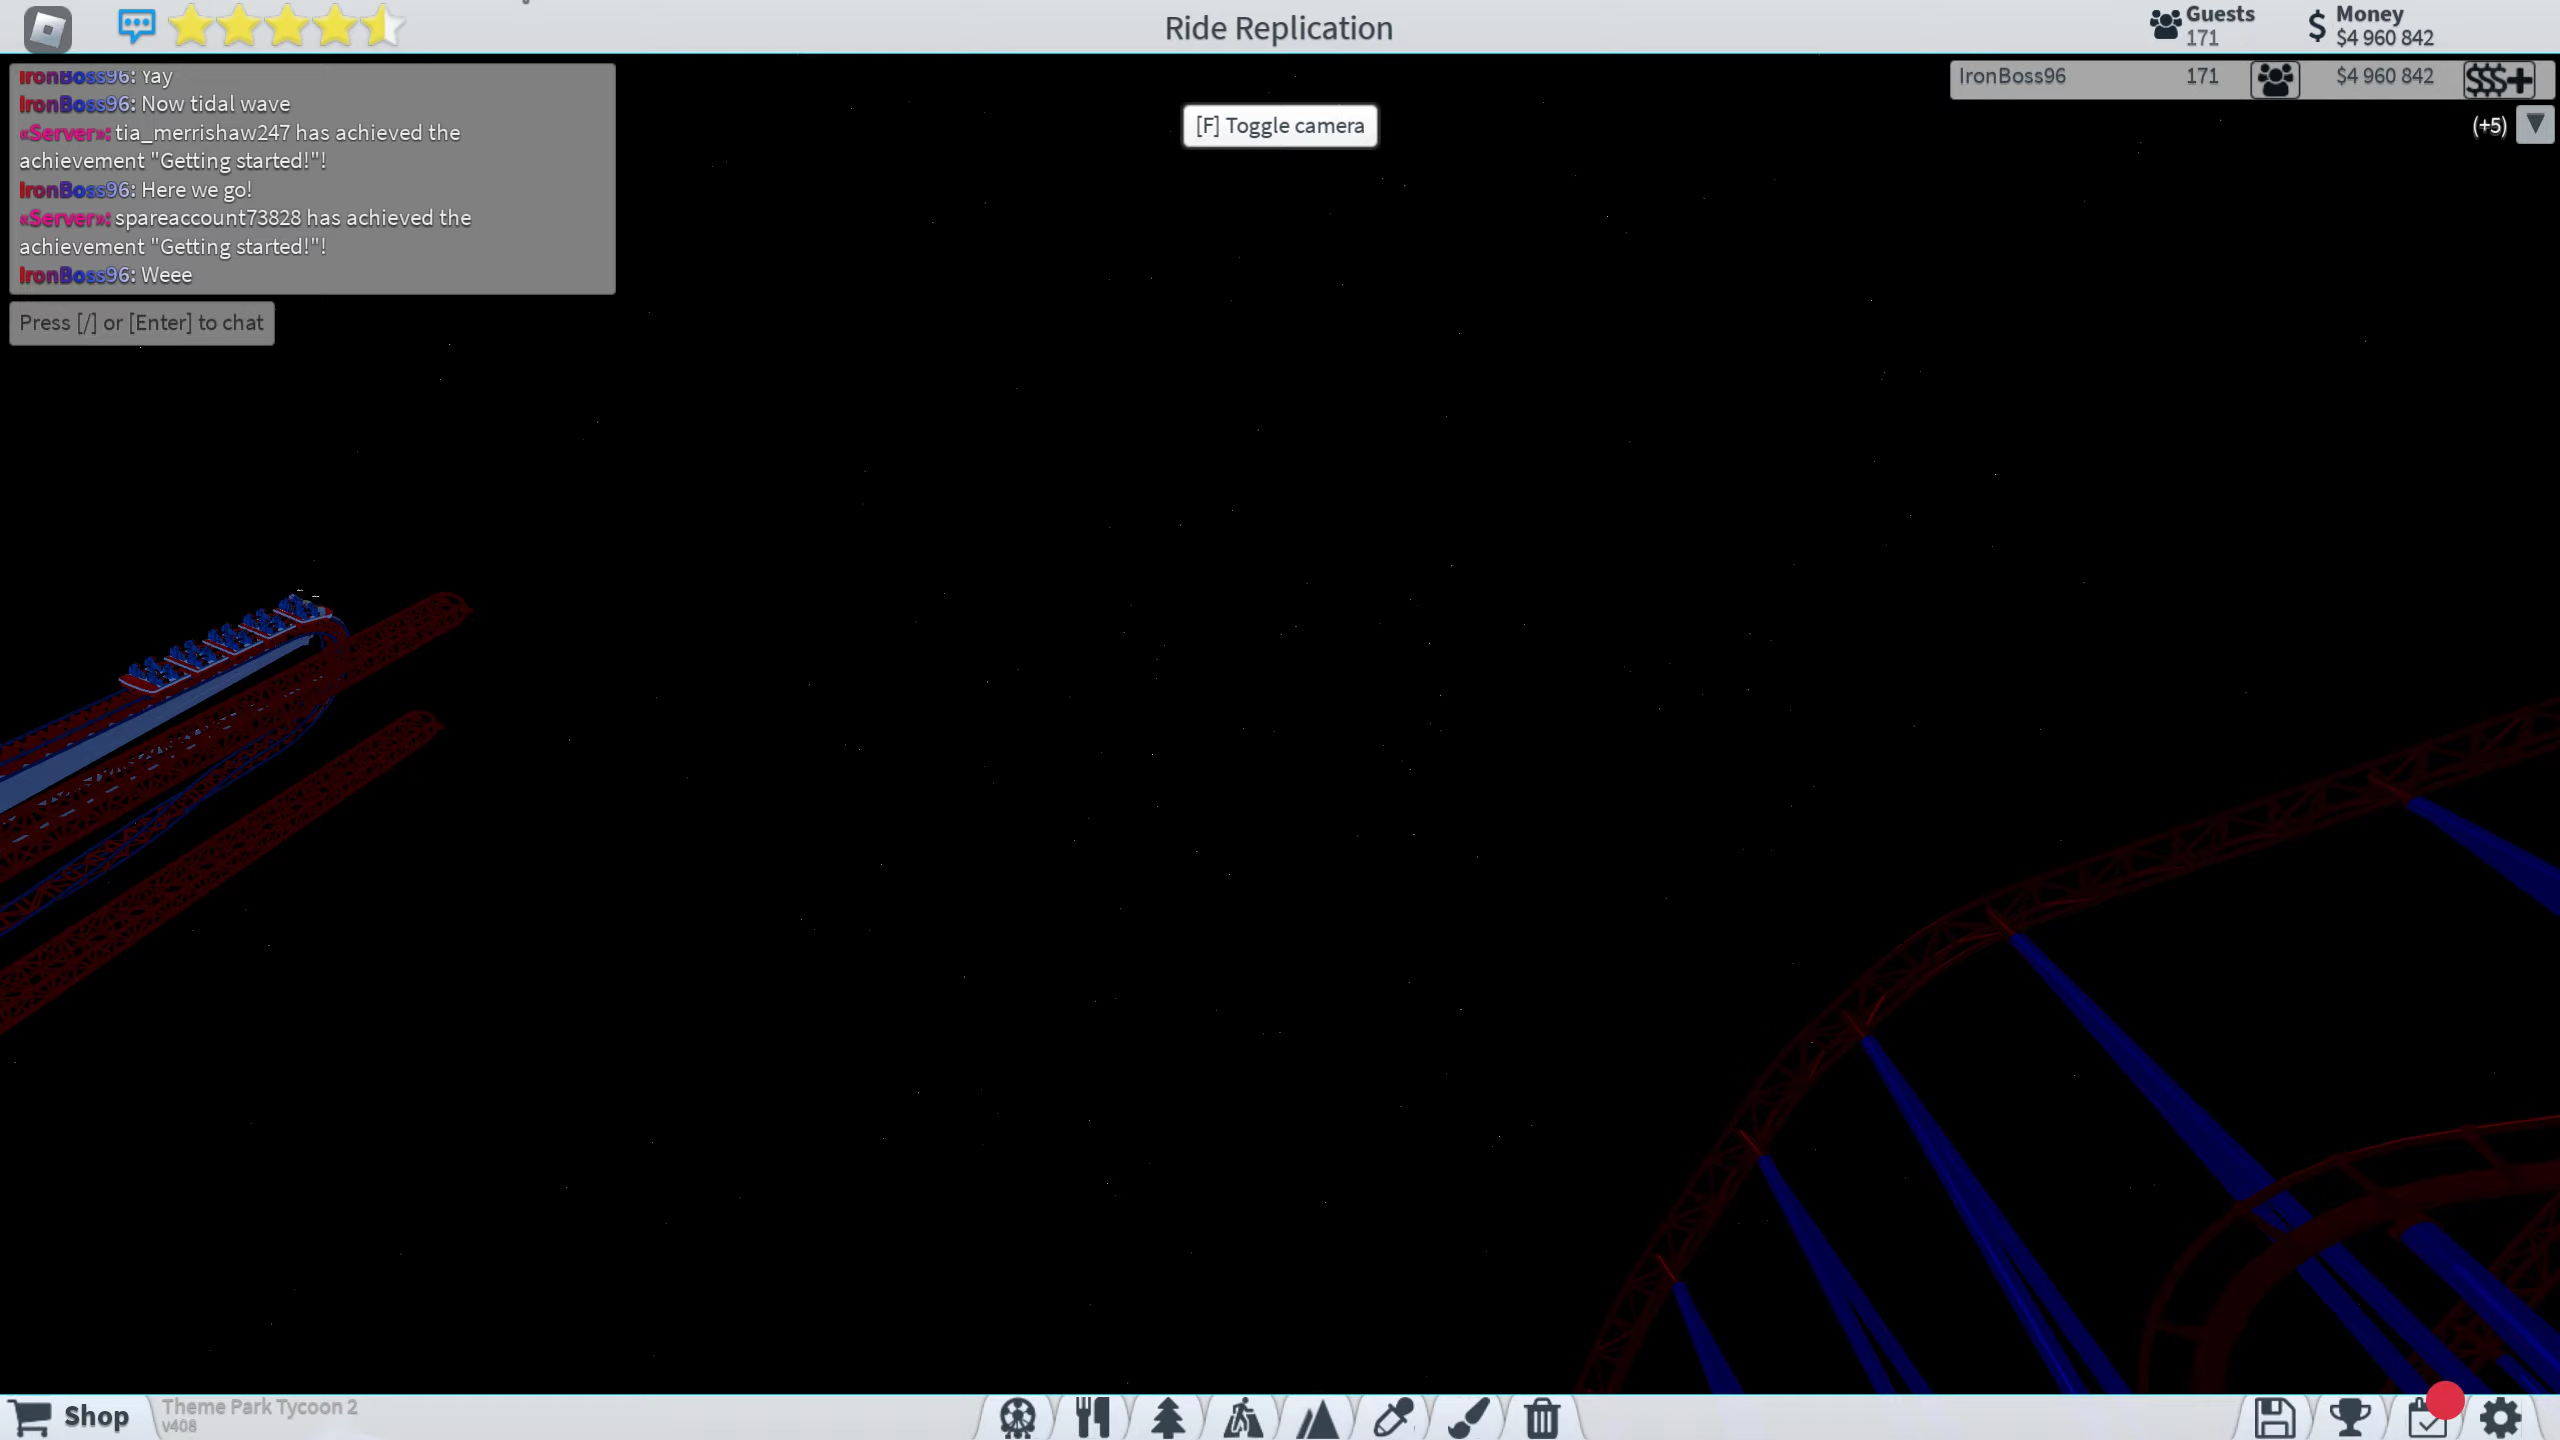 Ride Replication
Guests
171
$ Money
$4 960 842
IronBoss96: Yay
IronBoss96: Now tidal wave
«Server»: tia_merrishaw247 has achieved the
achievement "Getting started!"!
IronBoss96: Here we go!
«Server»: spareaccount73828 has achieved the
achievement "Getting started!"!
IronBoss96: Weee
Press [/] or [Enter] to chat
[F] Toggle camera
IronBoss96 171 $4 960 842 $$$+
(+5)
Shop
Theme Park Tycoon 2
v408